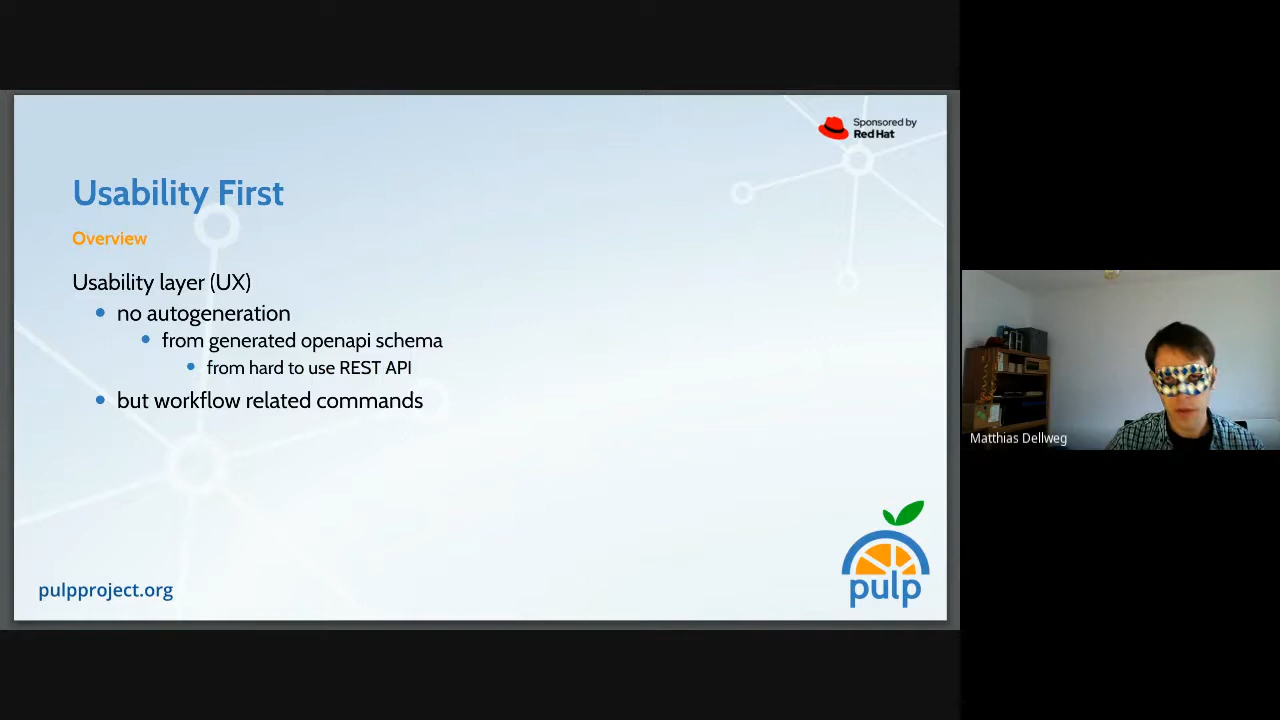 Sponsored by
Red Hat
Usability First
Overview
Usability layer (UX)
no autogeneration
from generated openapi schema
from hard to use REST API
but workflow related commands
Matthias Dellweg
pulpproject.org
pulp